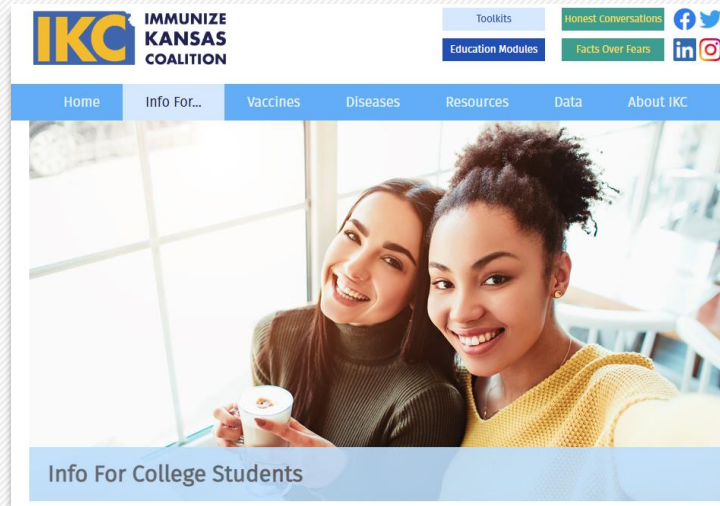 IKC
IMMUNIZE
KANSAS
COALITION
Toolkits
Honest Conversations
Education Modules
Facts Over Fears
in
Home
Info For...
Vaccines
Diseases
Resources
Data
About IKC
Info For College Students